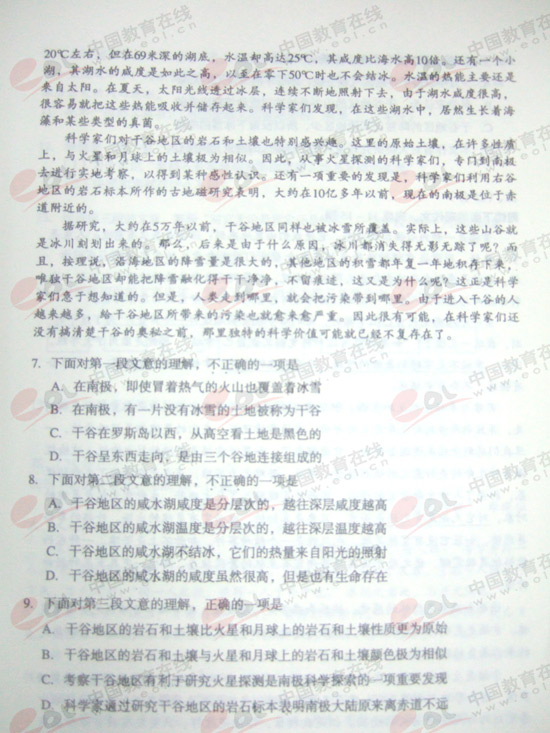 20℃左右，但在69米深的湖底，水温却高达25℃，其咸度比海水高10倍。还有一个小
湖，其湖水的咸度是如此之高，以至在零下50℃时也不会结冰。水温的热能主要还是
来自太阳。在夏天，太阳光线透过冰层，连续不断地照射下去，由于湖水咸度很高，
很容易就把这些热能吸收并储存起来。科学家们发现，在这些湖水中，居然生长着海
藻和某些类型的真菌。
科学家们对干谷地区的岩石和土壤也特别感兴趣。这里的原始土壤，在许多性质
上，与火星和月球上的土壤极为相似。因此，从事火星探测的科学家们，专门到南极
去进行实地考察，以得到某种感性认识。还有一项重要的发现是，科学家们利用右谷
地区的岩石标本所作的古地磁研究表明，大约在10亿多年以前，现在的南极是位于赤
道附近的。
据研究，大约在5万年以前，干谷地区同样也被冰雪所覆盖。实际上，这些山谷就
是冰川刻划出来的。那么，后来是由于什么原因，冰川都消失得无影无踪了呢？而
且，按理说，沿海地区的降雪量是很大的，其他地区的积雪都年复一年地积存下来，
唯独干谷地区却能把降雪融化得干干净净，不留痕迹，这又是为什么呢？这正是科学
家们急于想知道的。但是，人类走到哪里，就会把污染带到哪里。由于进入干谷的人
越来越多，给干谷地区所带来的污染也就愈来愈严重。因此很有可能，在科学家们还
没有搞清楚干谷的奥秘之前，那里独特的科学价值可能就已经不复存在了。
7. 下面对第一段文意的理解，不正确的一项是
A. 在南极，即使冒着热气的火山也覆盖着冰雪
B. 在南极，有一片没有冰雪的土地被称为干谷
C. 干谷在罗斯岛以西，从高空看土地是黑色的
D. 干谷呈东西走向，是由三个谷地连接组成的
8. 下面对第二段文意的理解，不正确的一项是
A. 干谷地区的咸水湖咸度是分层次的，越往深层咸度越高
B. 干谷地区的咸水湖温度是分层次的，越往深层温度越高
C. 干谷地区的咸水湖不结冰，它们的热量来自阳光的照射
D. 干谷地区的咸水湖的咸度虽然很高，但是也有生命存在
9. 下面对第三段文意的理解，正确的一项是
A. 干谷地区的岩石和土壤比火星和月球上的岩石和土壤性质更为原始
B. 干谷地区的岩石和土壤与火星和月球上的岩石和土壤颜色极为相似
C. 考察干谷地区有利于研究火星探测是南极科学探索的一项重要发现
D. 科学家通过研究干谷地区的岩石标本表明南极大陆原来离赤道不远